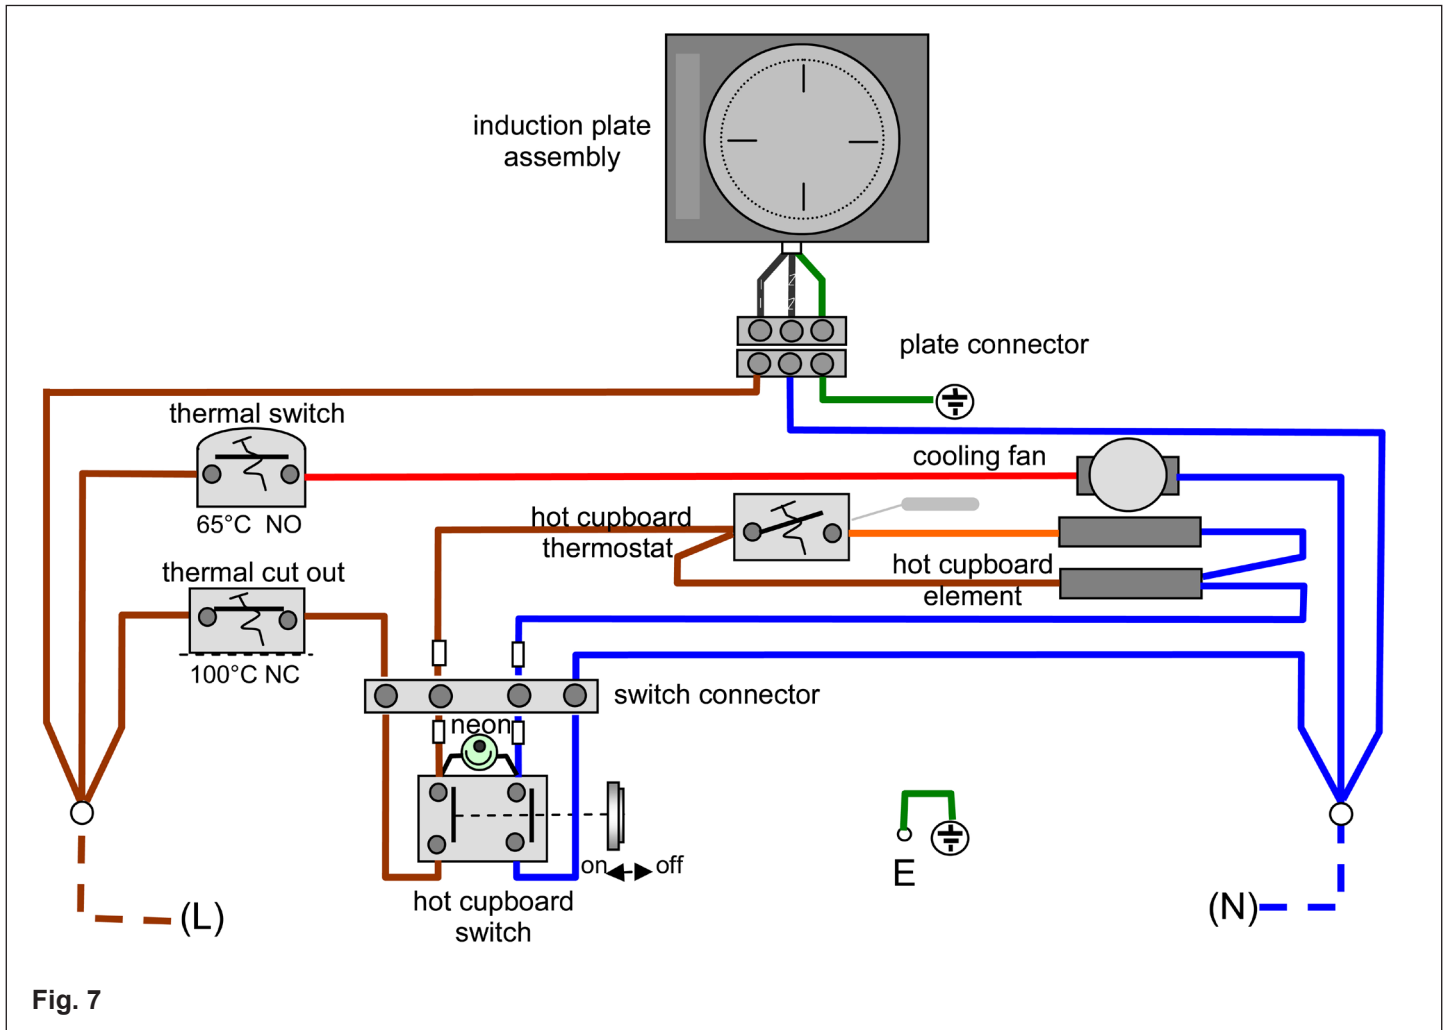 induction plate
assembly
plate connector
thermal switch
cooling fan
65°C NO
hot cupboard
thermostat
hot cupboard
element
thermal cut out
100°C NC
switch connector
neon
on
off
hot cupboard
switch
E
(L)
(N)
Fig. 7